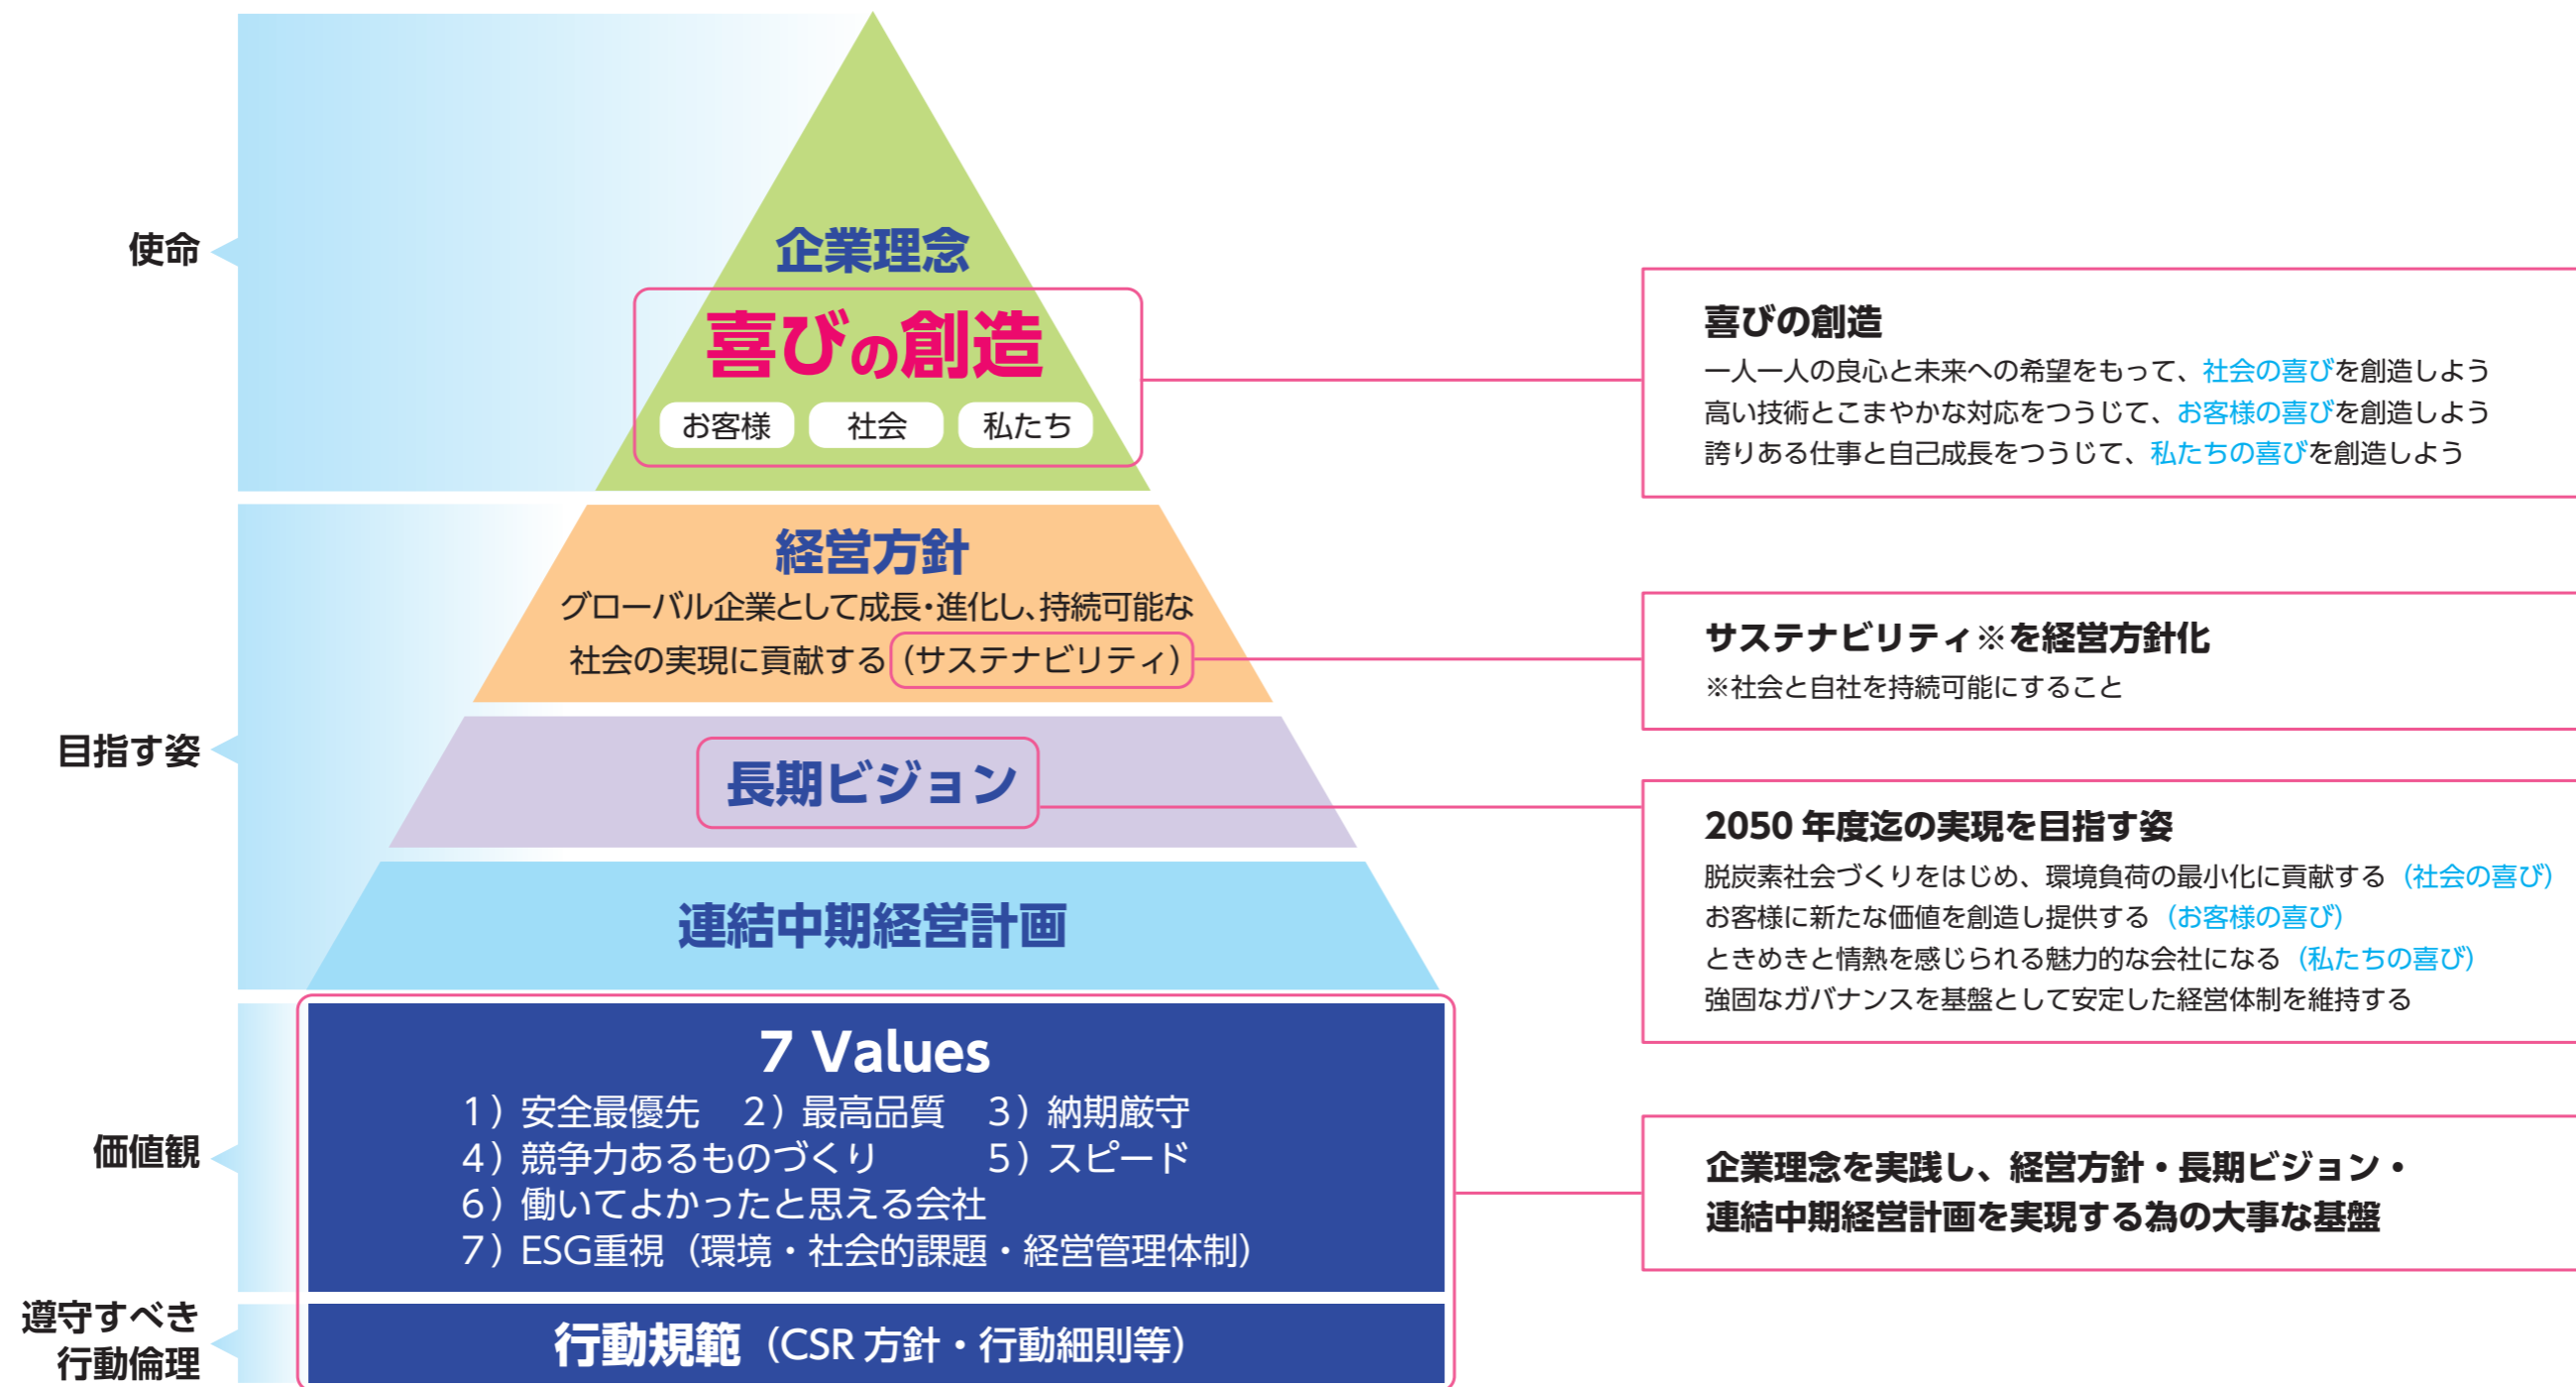 使命
企業理念
喜びの創造
お客様 社会 私たち
喜びの創造
一人一人の良心と未来への希望をもって、社会の喜びを創造しよう
高い技術とこまやかな対応をつうじて、お客様の喜びを創造しよう
誇りある仕事と自己成長をつうじて、私たちの喜びを創造しよう
目指す姿
経営方針
グローバル企業として成長・進化し、持続可能な
社会の実現に貢献する(サステナビリティ)
サステナビリティ※を経営方針化
※社会と自社を持続可能にすること
長期ビジョン
2050 年度迄の実現を目指す姿
脱炭素社会づくりをはじめ、環境負荷の最小化に貢献する(社会の喜び)
お客様に新たな価値を創造し提供する(お客様の喜び)
ときめきと情熱を感じられる魅力的な会社になる(私たちの喜び)
強固なガバナンスを基盤として安定した経営体制を維持する
連結中期経営計画
価値観
7 Values
1)安全最優先 2)最高品質 3)納期厳守
4)競争力あるものづくり 5)スピード
6)働いてよかったと思える会社
7)ESG重視(環境・社会的課題・経営管理体制)
企業理念を実践し、経営方針・長期ビジョン・
連結中期経営計画を実現する為の大事な基盤
遵守すべき
行動倫理
行動規範(CSR 方針・行動細則等)